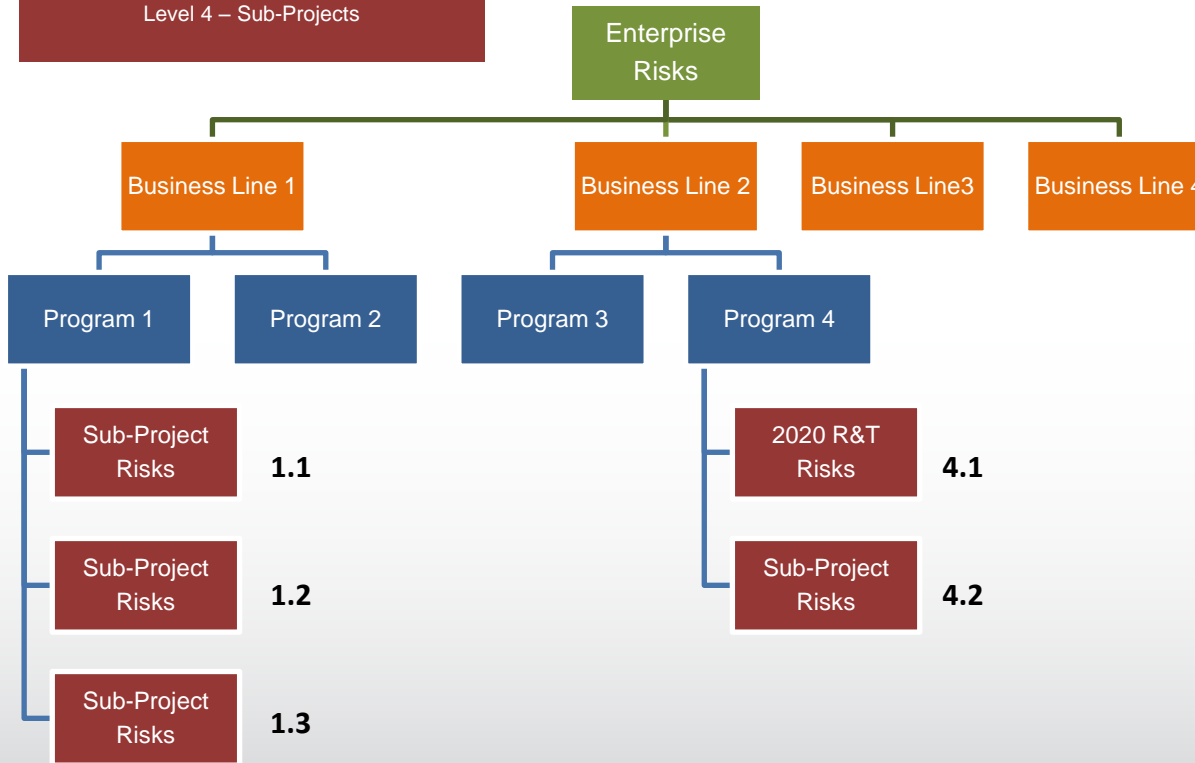 Level 4 – Sub-Projects
Enterprise
Risks
Business Line 1
Business Line 2
Business Line3
Business Line 4
Program 1
Program 2
Program 3
Program 4
Sub-Project
Risks
1.1
2020 R&T
Risks
4.1
Sub-Project
Risks
1.2
Sub-Project
Risks
4.2
Sub-Project
Risks
1.3